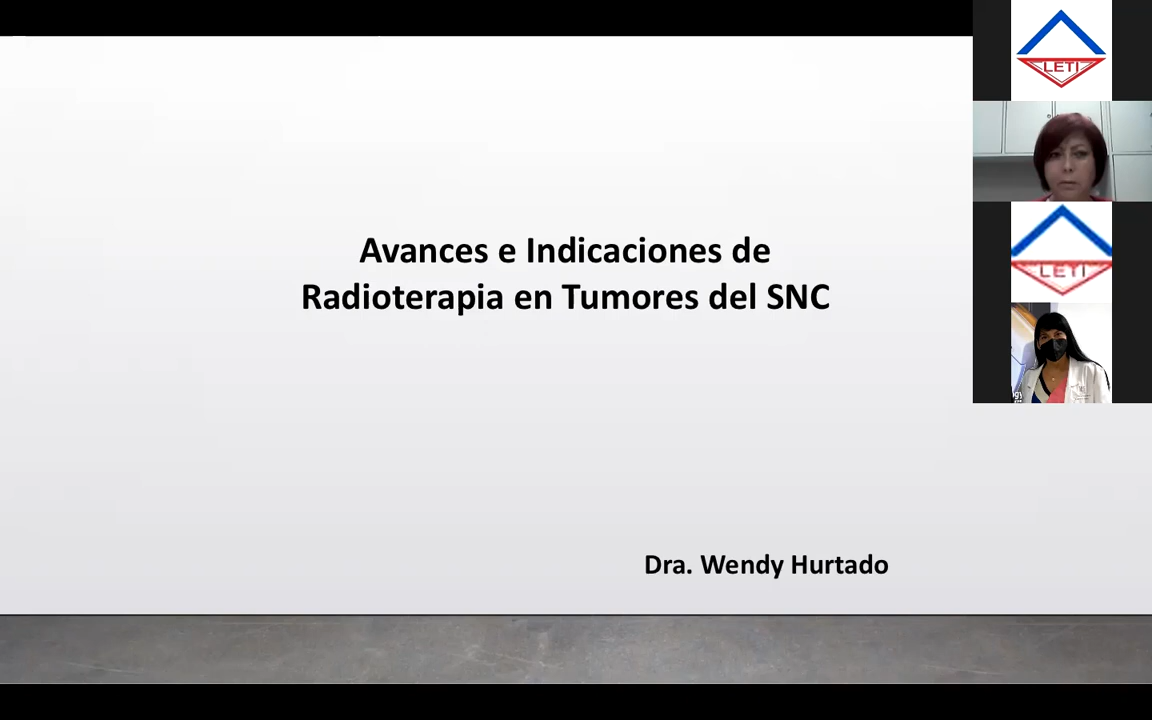 Avances e Indicaciones de
Radioterapia en Tumores del SNC
Dra. Wendy Hurtado
LETI
LETI